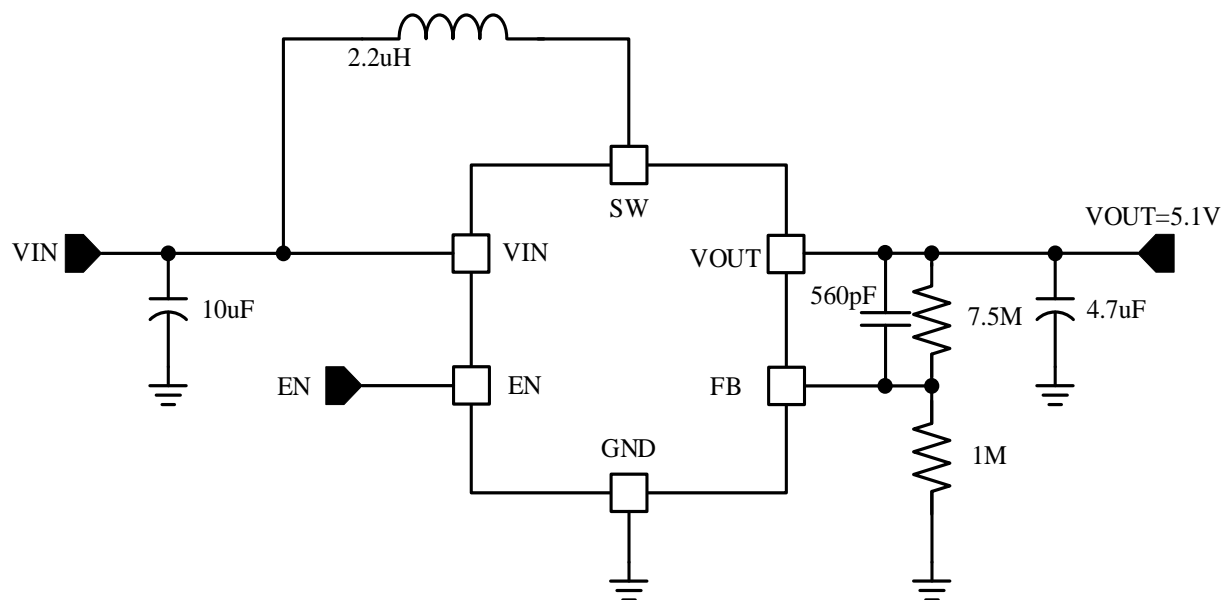 2.2uH
SW
VOUT=5.1V
VIN
VIN
VOUT
10uF
560pF
7.5M
4.7uF
EN
EN
FB
GND
1M